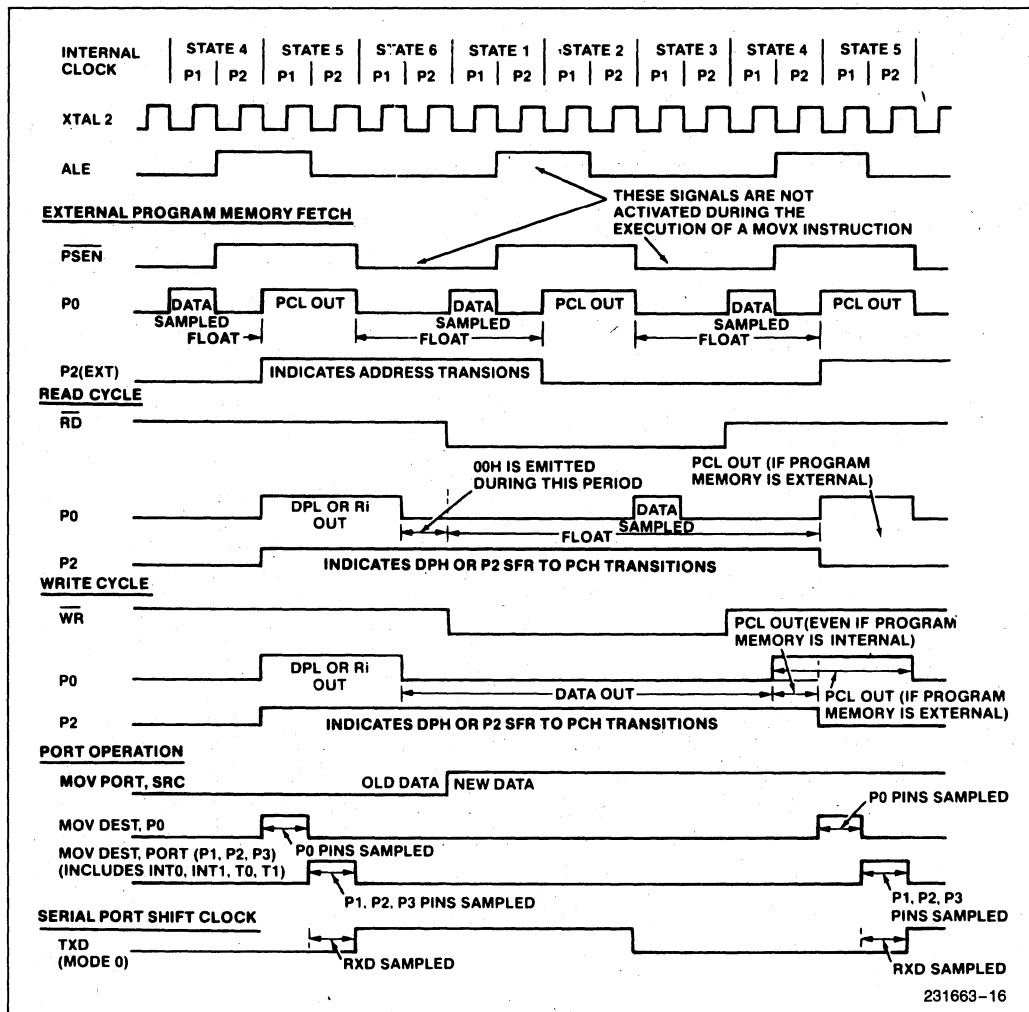 INTERNAL CLOCK
STATE 4 STATE 5 STATE 6 STATE 1 STATE 2 STATE 3 STATE 4 STATE 5
P1 P2 P1 P2 P1 P2 P1 P2 P1 P2 P1 P2 P1 P2 P1 P2
XTAL 2
ALE
THESE SIGNALS ARE NOT
ACTIVATED DURING THE
EXECUTION OF A MOVX INSTRUCTION
EXTERNAL PROGRAM MEMORY FETCH
PSEN
P0
DATA PCL OUT DATA PCL OUT DATA PCL OUT
SAMPLED SAMPLED SAMPLED
FLOAT FLOAT FLOAT
P2(EXT)
INDICATES ADDRESS TRANSIONS
READ CYCLE
RD
00H IS EMITTED
DURING THIS PERIOD
PCL OUT (IF PROGRAM
MEMORY IS EXTERNAL)
P0
DPL OR Ri
OUT
DATA
SAMPLED
FLOAT
P2
INDICATES DPH OR P2 SFR TO PCH TRANSITIONS
WRITE CYCLE
WR
PCL OUT(EVEN IF PROGRAM
MEMORY IS INTERNAL)
P0
DPL OR Ri
OUT
DATA OUT
PCL OUT (IF PROGRAM
MEMORY IS EXTERNAL)
P2
INDICATES DPH OR P2 SFR TO PCH TRANSITIONS
PORT OPERATION
MOV PORT, SRC
OLD DATA NEW DATA
P0 PINS SAMPLED
MOV DEST, P0
P0 PINS SAMPLED
MOV DEST, PORT (P1, P2, P3)
(INCLUDES INT0, INT1, T0, T1)
P1, P2, P3 PINS SAMPLED
P1, P2, P3
PINS SAMPLED
SERIAL PORT SHIFT CLOCK
TXD
(MODE 0)
RXD SAMPLED
RXD SAMPLED
231663-16